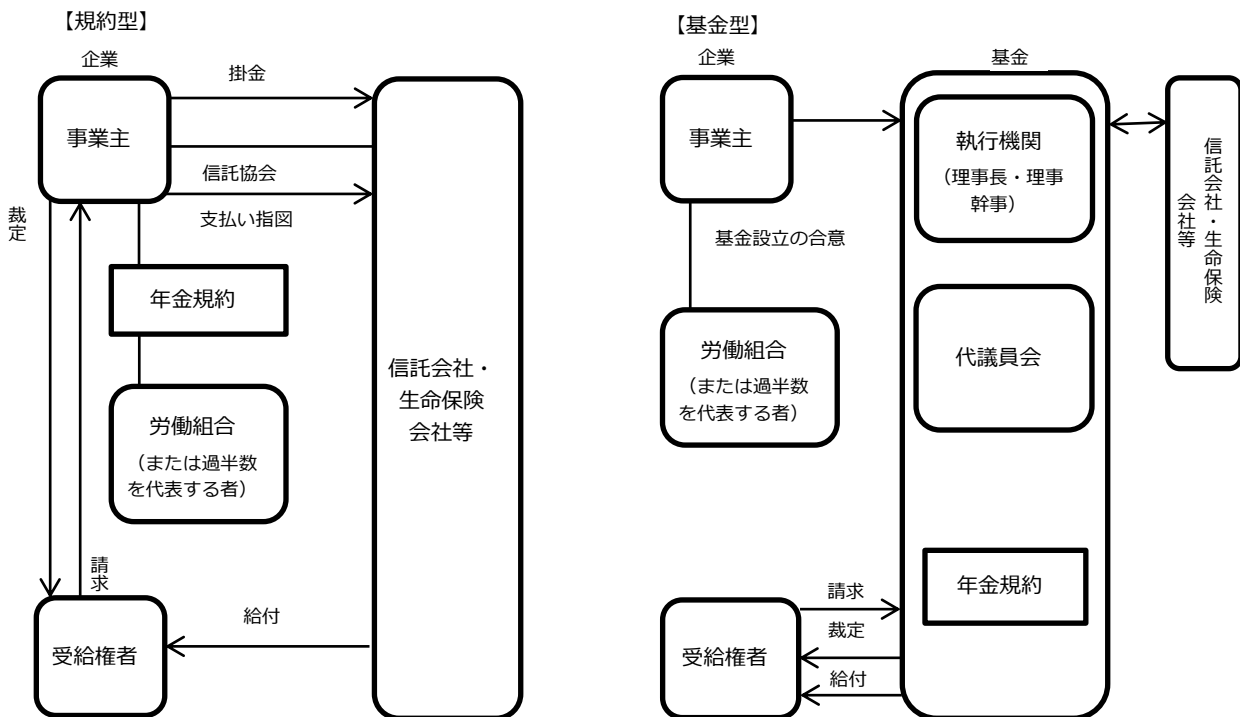 【規約型】
企業
事業主
掛金
信託協会
支払い指図
裁定
年金規約
労働組合
（または過半数
を代表する者）
信託会社・
生命保険
会社等
請求
給付
受給権者
【基金型】
企業
事業主
基金設立の合意
労働組合
（または過半数
を代表する者）
基金
執行機関
（理事長・理事
幹事）
代議員会
年金規約
信託会社・生命保険
会社等
請求
裁定
給付
受給権者